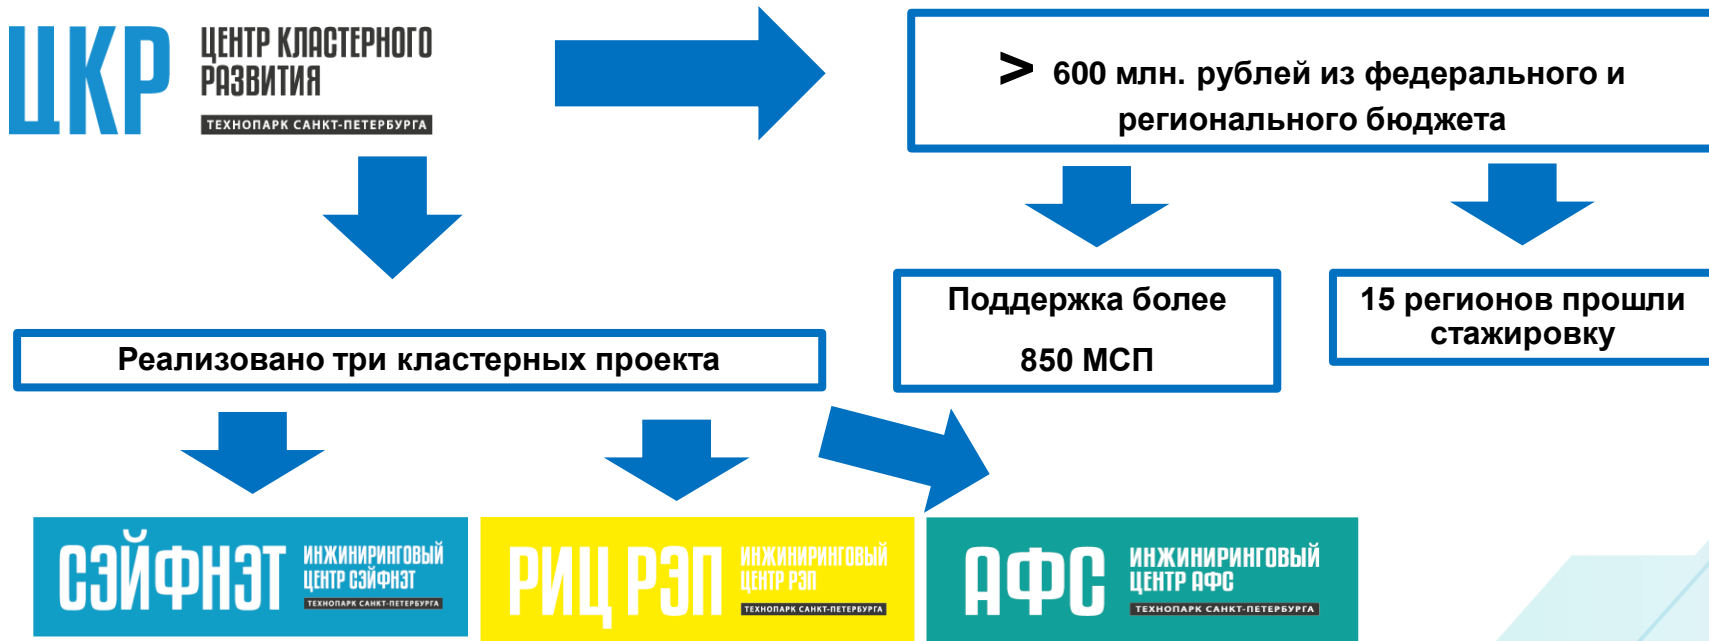 ЦКР
ЦЕНТР КЛАСТЕРНОГО
РАЗВИТИЯ
ТЕХНОПАРК САНКТ-ПЕТЕРБУРГА
> 600 млн. рублей из федерального и
регионального бюджета
Поддержка более
850 МСП
15 регионов прошли
стажировку
Реализовано три кластерных проекта
СЭЙФНЭТ
ИНЖИНИРИНГОВЫЙ
ЦЕНТР СЭЙФНЭТ
ТЕХНОПАРК САНКТ-ПЕТЕРБУРГА
РИЦ РЭП
ИНЖИНИРИНГОВЫЙ
ЦЕНТР РЭП
ТЕХНОПАРК САНКТ-ПЕТЕРБУРГА
АФС
ИНЖИНИРИНГОВЫЙ
ЦЕНТР АФС
ТЕХНОПАРК САНКТ-ПЕТЕРБУРГА